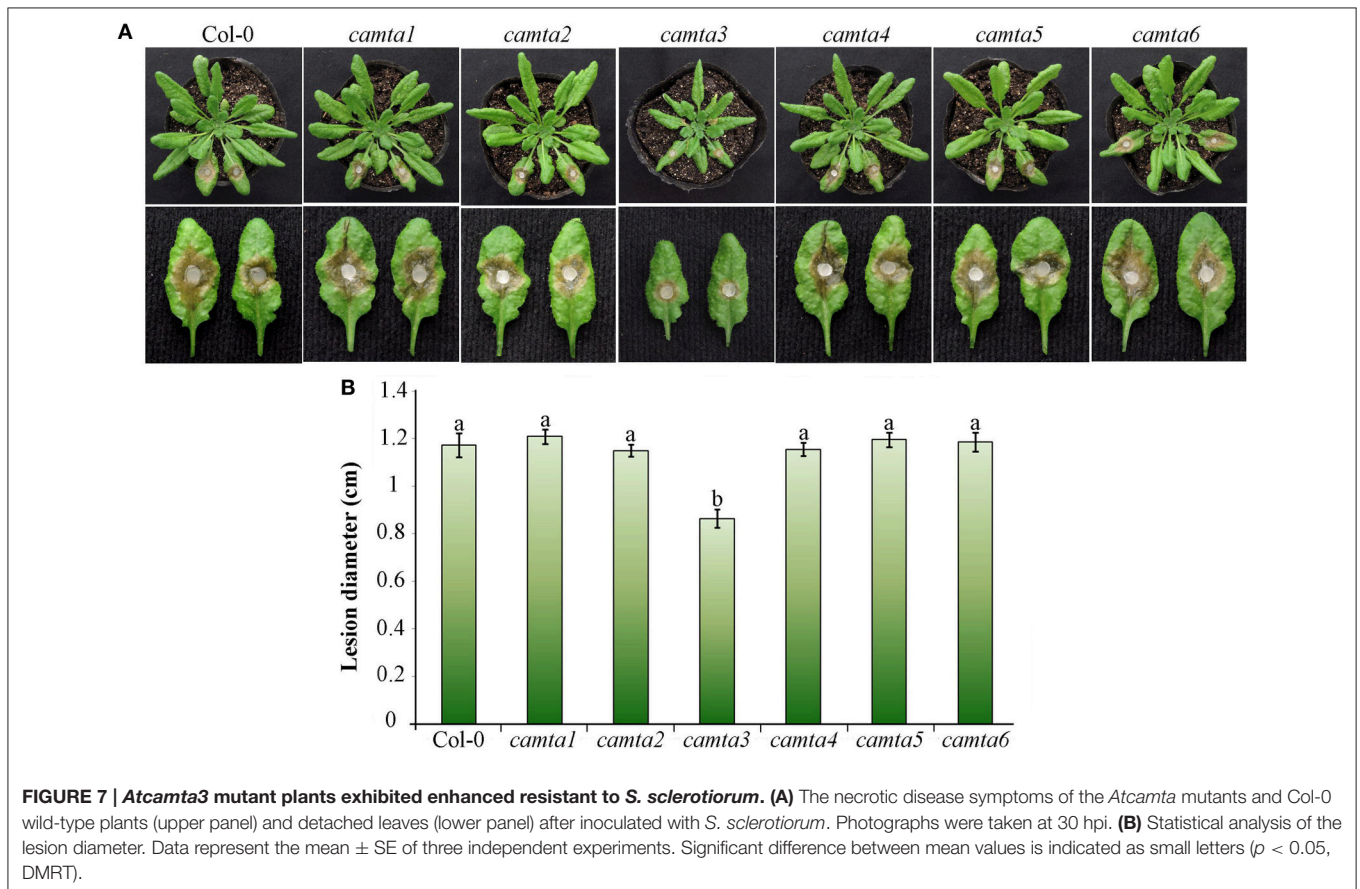 A
Col-0 camta1 camta2 camta3 camta4 camta5 camta6
B
1.4
1.2
1
0.8
0.6
0.4
0.2
0
Lesion diameter (cm)
a a a b a a a
Col-0 camta1 camta2 camta3 camta4 camta5 camta6
FIGURE 7 | Atcamta3 mutant plants exhibited enhanced resistant to S. sclerotiorum. (A) The necrotic disease symptoms of the Atcamta mutants and Col-0
wild-type plants (upper panel) and detached leaves (lower panel) after inoculated with S. sclerotiorum. Photographs were taken at 30 hpi. (B) Statistical analysis of the
lesion diameter. Data represent the mean ± SE of three independent experiments. Significant difference between mean values is indicated as small letters (p < 0.05,
DMRT).